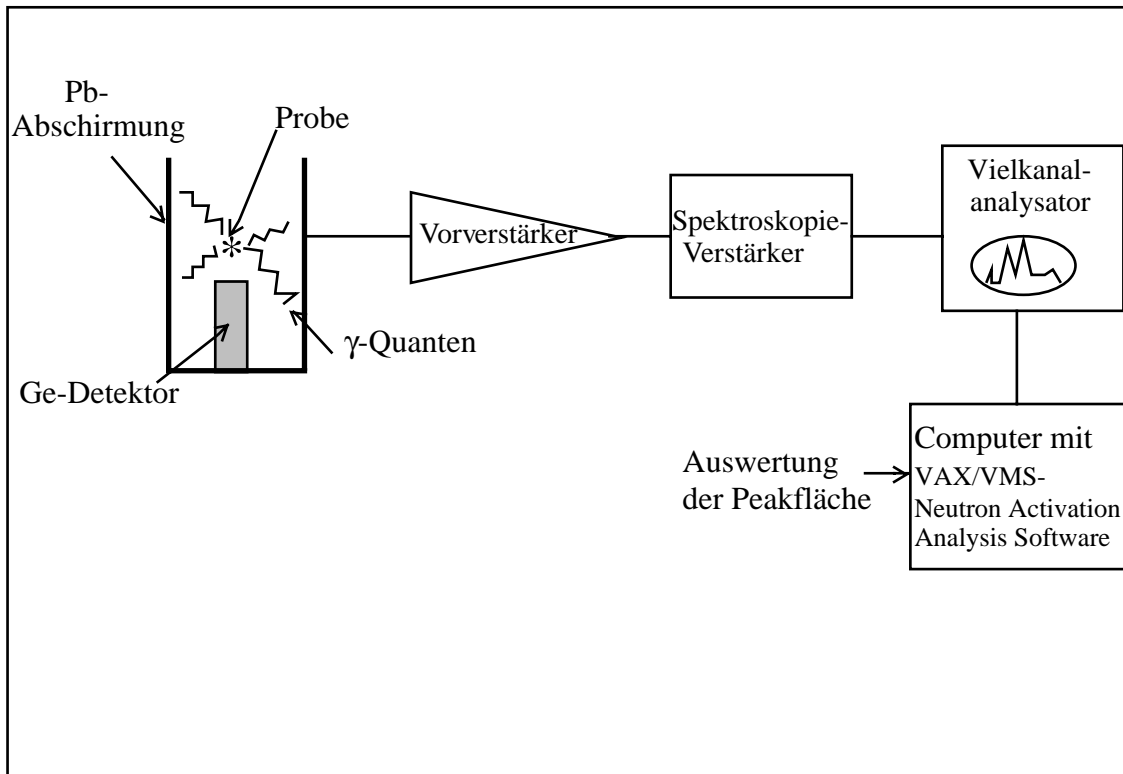 Pb-
Abschirmung
Probe
Vorverstärker
Spektroskopie-
Verstärker
Vielkanal-
analysator
γ-Quanten
Ge-Detektor
Auswertung
der Peakfläche
Computer mit
VAX/VMS-
Neutron Activation
Analysis Software